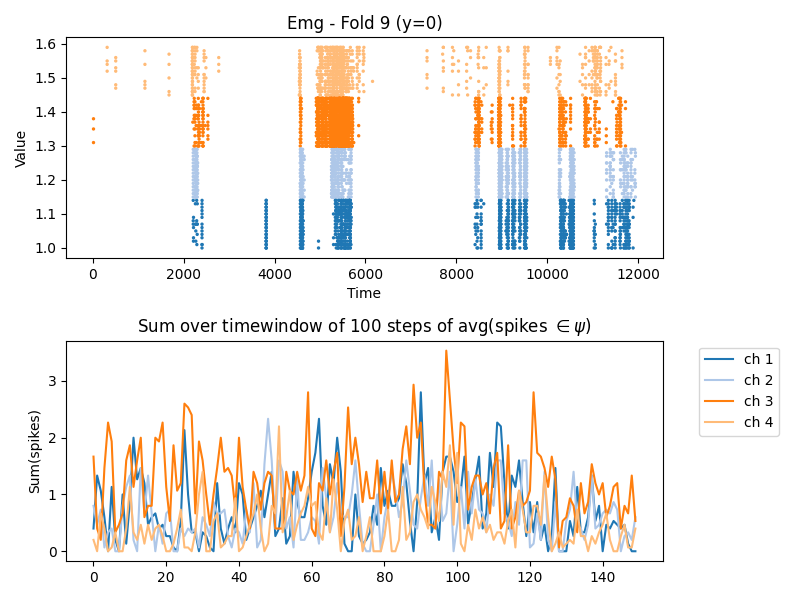 Emg - Fold 9 (y=0)
Value
1.6
1.5
1.4
1.3
1.2
1.1
1.0
0
2000
4000
6000
8000
10000
12000
Time
Sum over timewindow of 100 steps of avg(spikes ∈ ψ)
Sum(spikes)
3
2
1
0
0
20
40
60
80
100
120
140
ch 1
ch 2
ch 3
ch 4